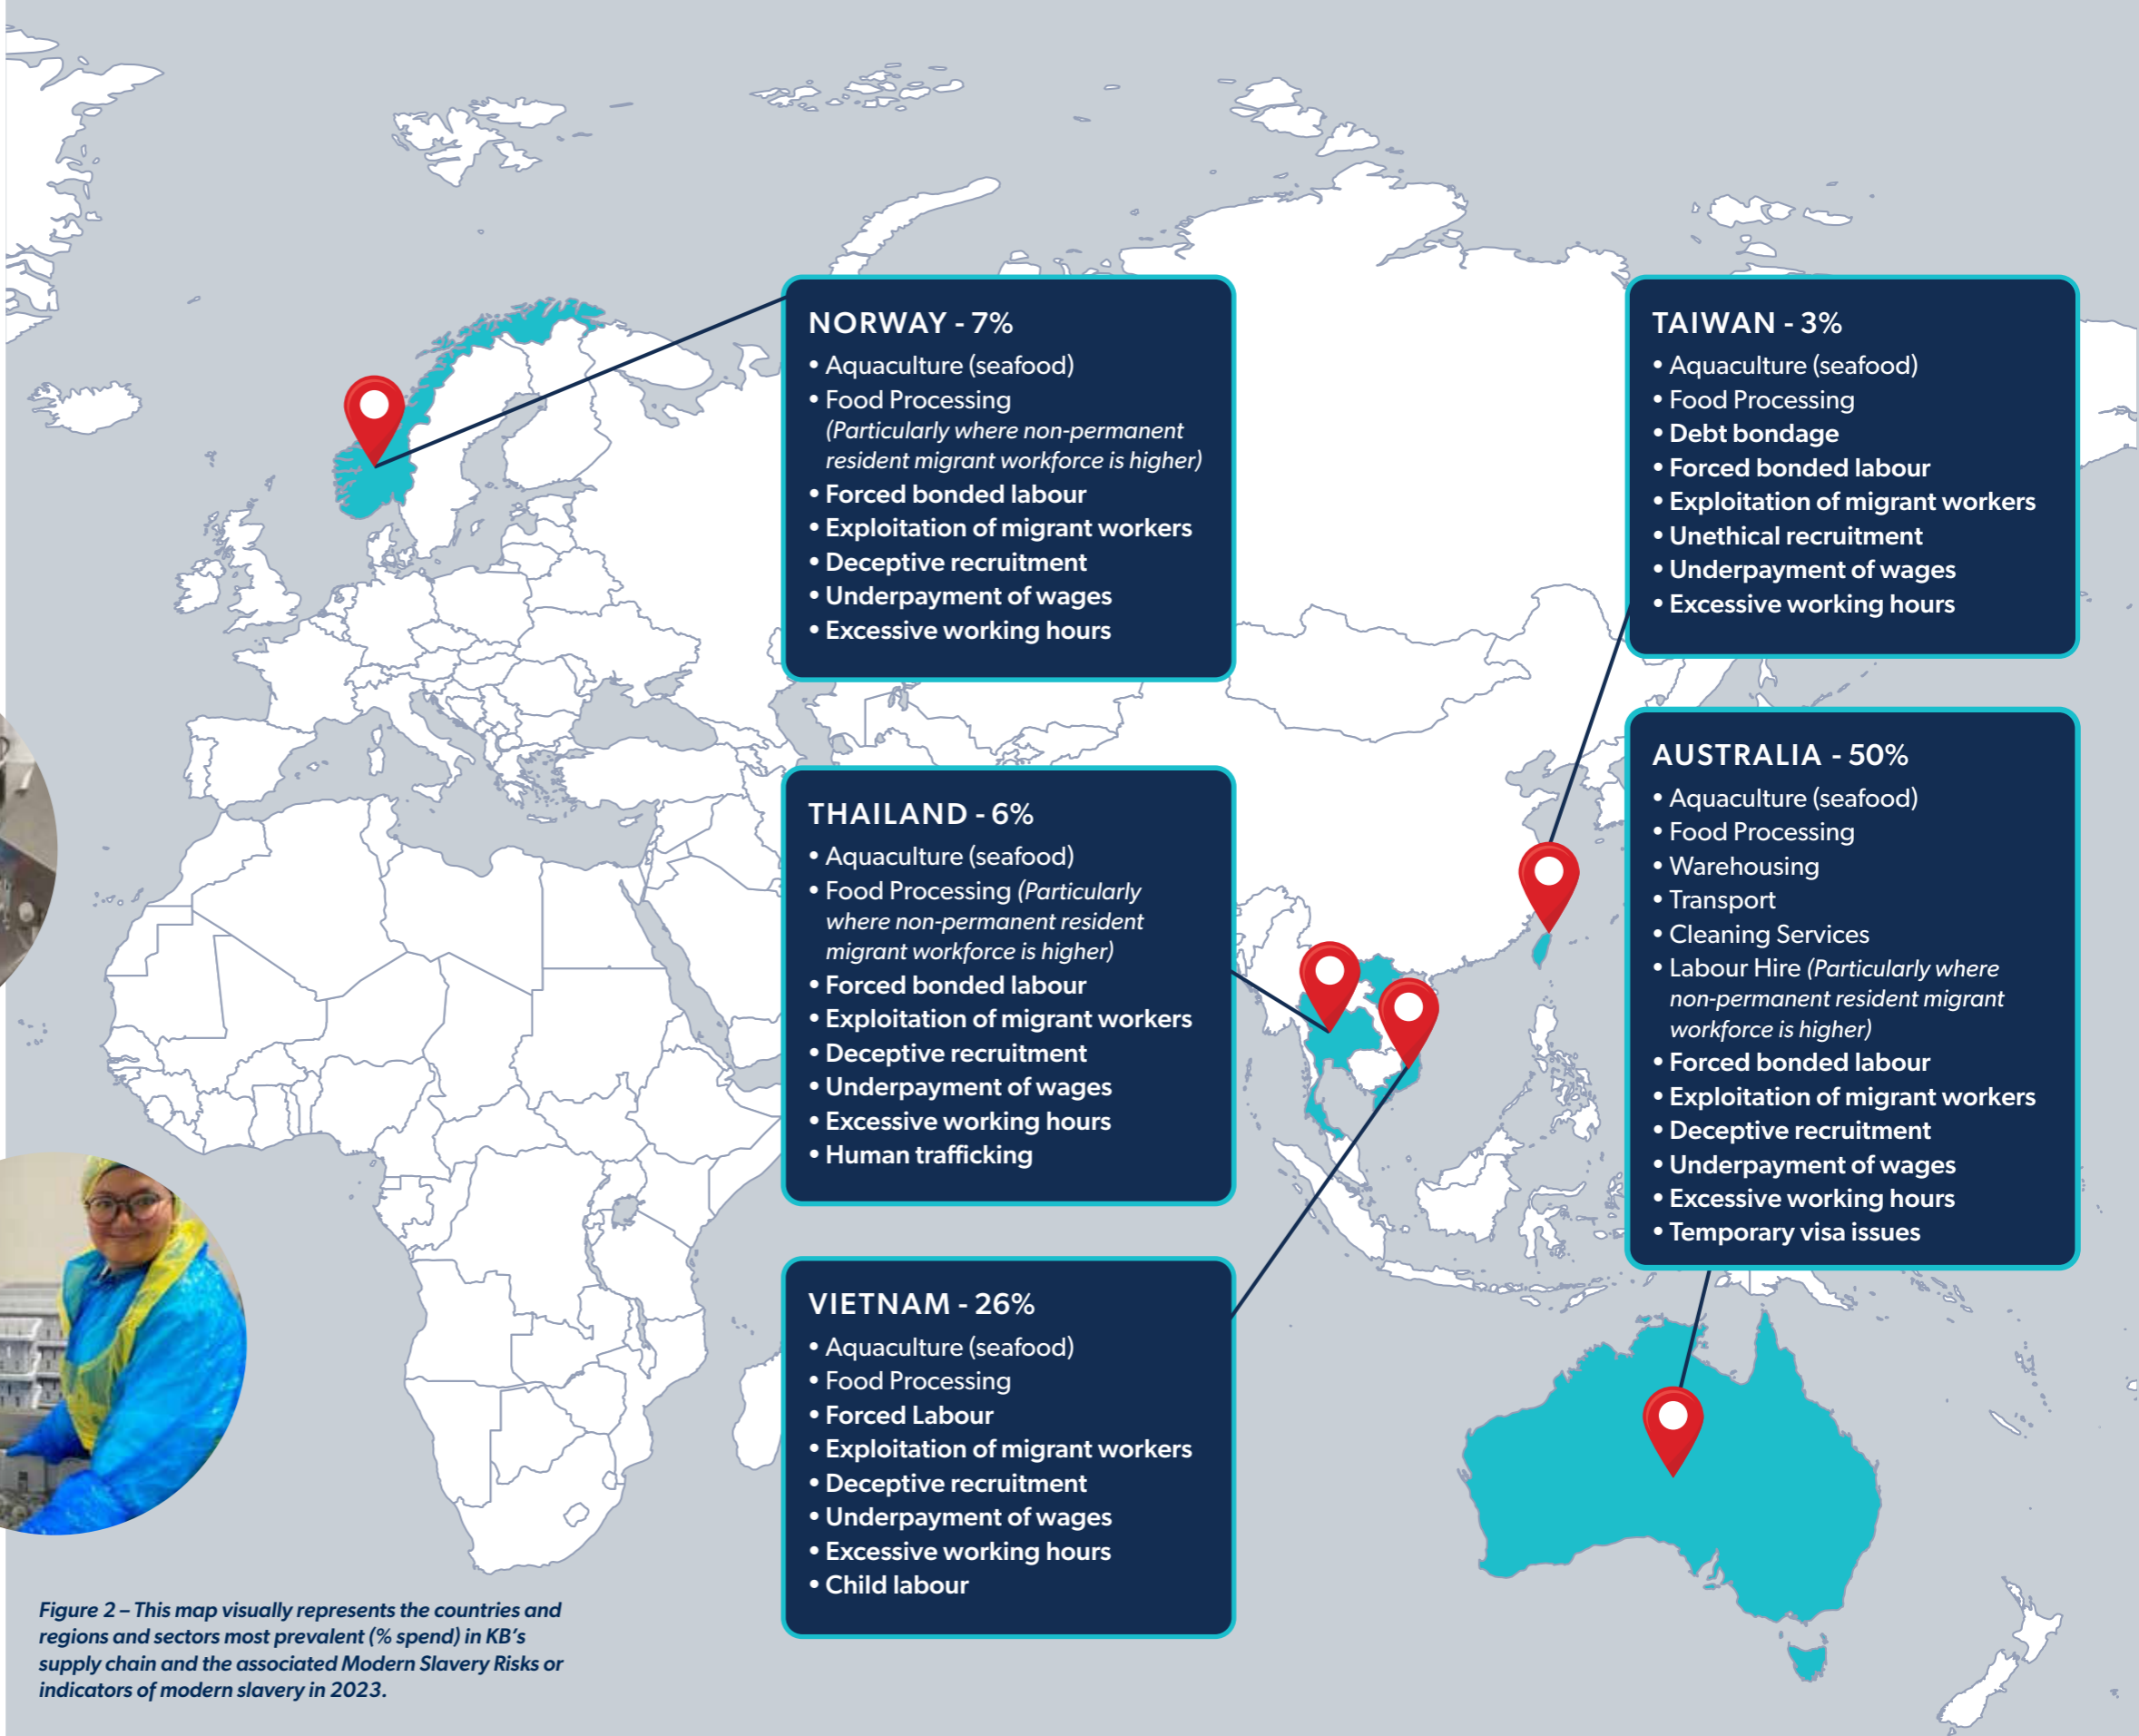 NORWAY - 7%
• Aquaculture (seafood)
• Food Processing
(Particularly where non-permanent
resident migrant workforce is higher)
• Forced bonded labour
• Exploitation of migrant workers
• Deceptive recruitment
• Underpayment of wages
• Excessive working hours
TAIWAN - 3%
• Aquaculture (seafood)
• Food Processing
• Debt bondage
• Forced bonded labour
• Exploitation of migrant workers
• Unethical recruitment
• Underpayment of wages
• Excessive working hours
THAILAND - 6%
• Aquaculture (seafood)
• Food Processing (Particularly
where non-permanent resident
migrant workforce is higher)
• Forced bonded labour
• Exploitation of migrant workers
• Deceptive recruitment
• Underpayment of wages
• Excessive working hours
• Human trafficking
AUSTRALIA - 50%
• Aquaculture (seafood)
• Food Processing
• Warehousing
• Transport
• Cleaning Services
• Labour Hire (Particularly where
non-permanent resident migrant
workforce is higher)
• Forced bonded labour
• Exploitation of migrant workers
• Deceptive recruitment
• Underpayment of wages
• Excessive working hours
• Temporary visa issues
VIETNAM - 26%
• Aquaculture (seafood)
• Food Processing
• Forced Labour
• Exploitation of migrant workers
• Deceptive recruitment
• Underpayment of wages
• Excessive working hours
• Child labour
Figure 2 – This map visually represents the countries and
regions and sectors most prevalent (% spend) in KB's
supply chain and the associated Modern Slavery Risks or
indicators of modern slavery in 2023.